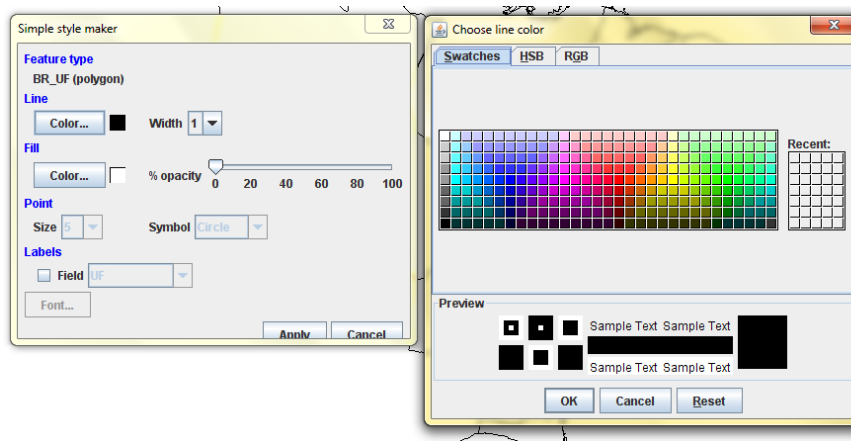 Simple style maker
Feature type
BR_UF (polygon)
Line
Color... Width 1
Fill
Color... % opacity 0 20 40 60 80 100
Point
Size 5 Symbol Circle
Labels
Field UF
Font...
Apply Cancel
Choose line color
Swatches HSB RGB
Recent:
Preview
Sample Text Sample Text
Sample Text Sample Text
OK Cancel Reset